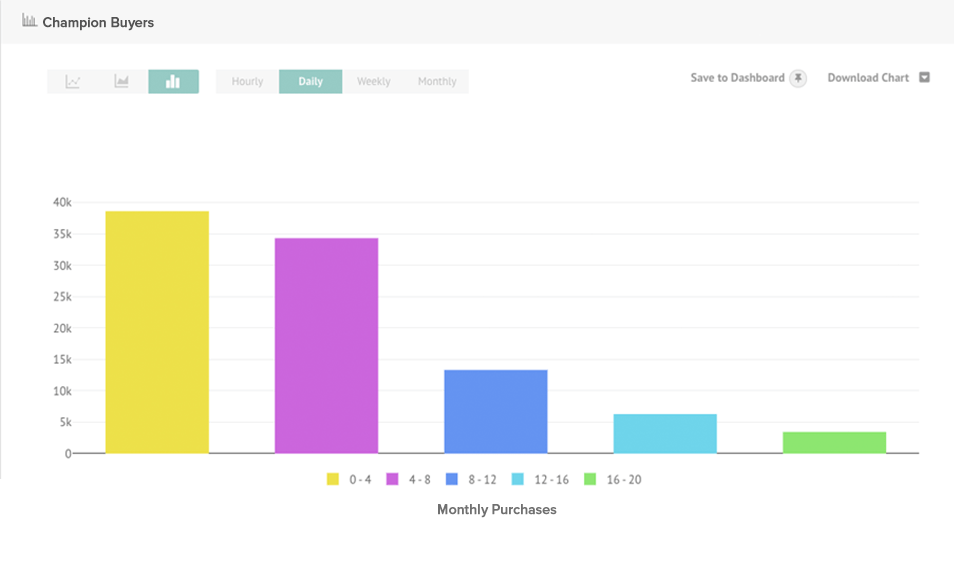 Champion Buyers
Hourly Daily Weekly Monthly Save to Dashboard Download Chart
40k
35k
30k
25k
20k
15k
10k
5k
0
0 - 4 4 - 8 8 - 12 12 - 16 16 - 20
Monthly Purchases